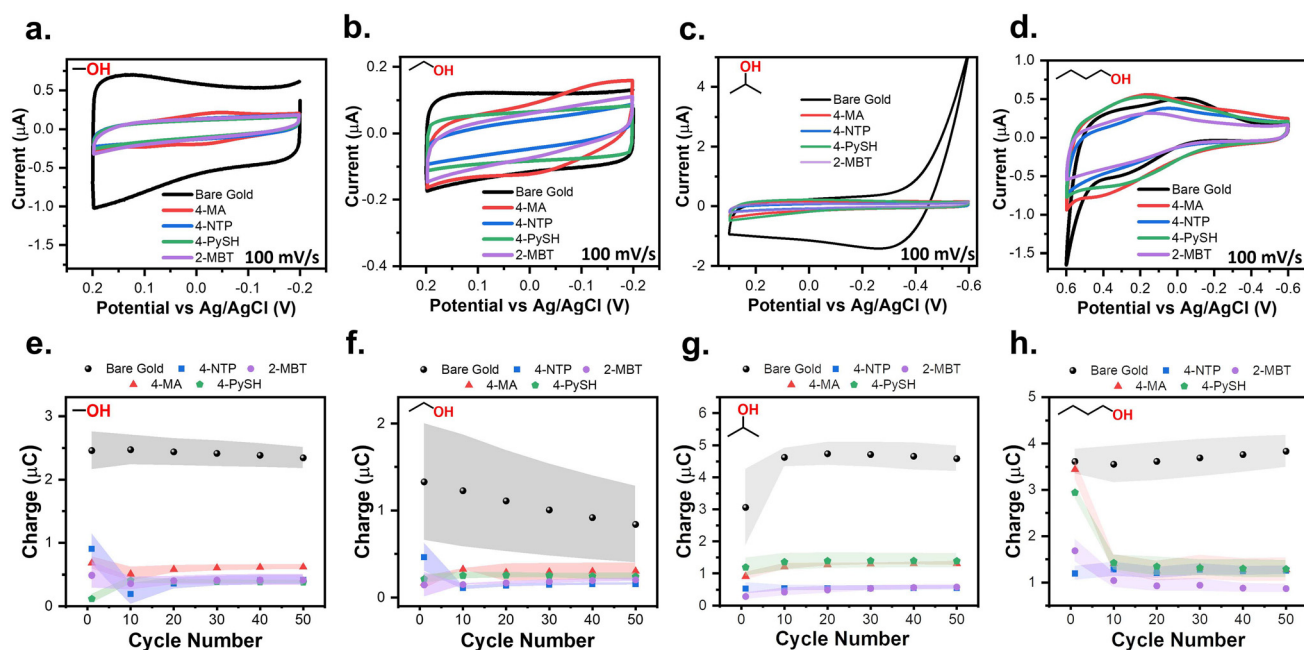 a.
OH
Current (μA)
0.5
0.0
-0.5
-1.0
-1.5
Bare Gold
4-MA
4-NTP
4-PySH
2-MBT
100 mV/s
0.2 0.1 0.0 -0.1 -0.2
Potential vs Ag/AgCl (V)
b.
OH
Current (μA)
0.2
0.0
-0.2
-0.4
Bare Gold
4-MA
4-NTP
4-PySH
2-MBT
100 mV/s
0.2 0.1 0.0 -0.1 -0.2
Potential vs Ag/AgCl (V)
c.
OH
Current (μA)
4
2
0
-2
Bare Gold
4-MA
4-NTP
4-PySH
2-MBT
100 mV/s
0.2 0.0 -0.2 -0.4 -0.6
Potential vs Ag/AgCl (V)
d.
OH
Current (μA)
1.0
0.5
0.0
-0.5
-1.0
-1.5
Bare Gold
4-MA
4-NTP
4-PySH
2-MBT
100 mV/s
0.6 0.4 0.2 0.0 -0.2 -0.4 -0.6
Potential vs Ag/AgCl (V)
e.
Bare Gold 4-NTP 2-MBT
4-MA 4-PySH
OH
Charge (μC)
3
2
1
0
0 10 20 30 40 50
Cycle Number
f.
Bare Gold 4-NTP 2-MBT
4-MA 4-PySH
OH
Charge (μC)
2
1
0
0 10 20 30 40 50
Cycle Number
g.
Bare Gold 4-NTP 2-MBT
4-MA 4-PySH
OH
Charge (μC)
6
5
4
3
2
1
0
0 10 20 30 40 50
Cycle Number
h.
Bare Gold 4-NTP 2-MBT
4-MA 4-PySH
OH
Charge (μC)
5
4
3
2
1
0 10 20 30 40 50
Cycle Number